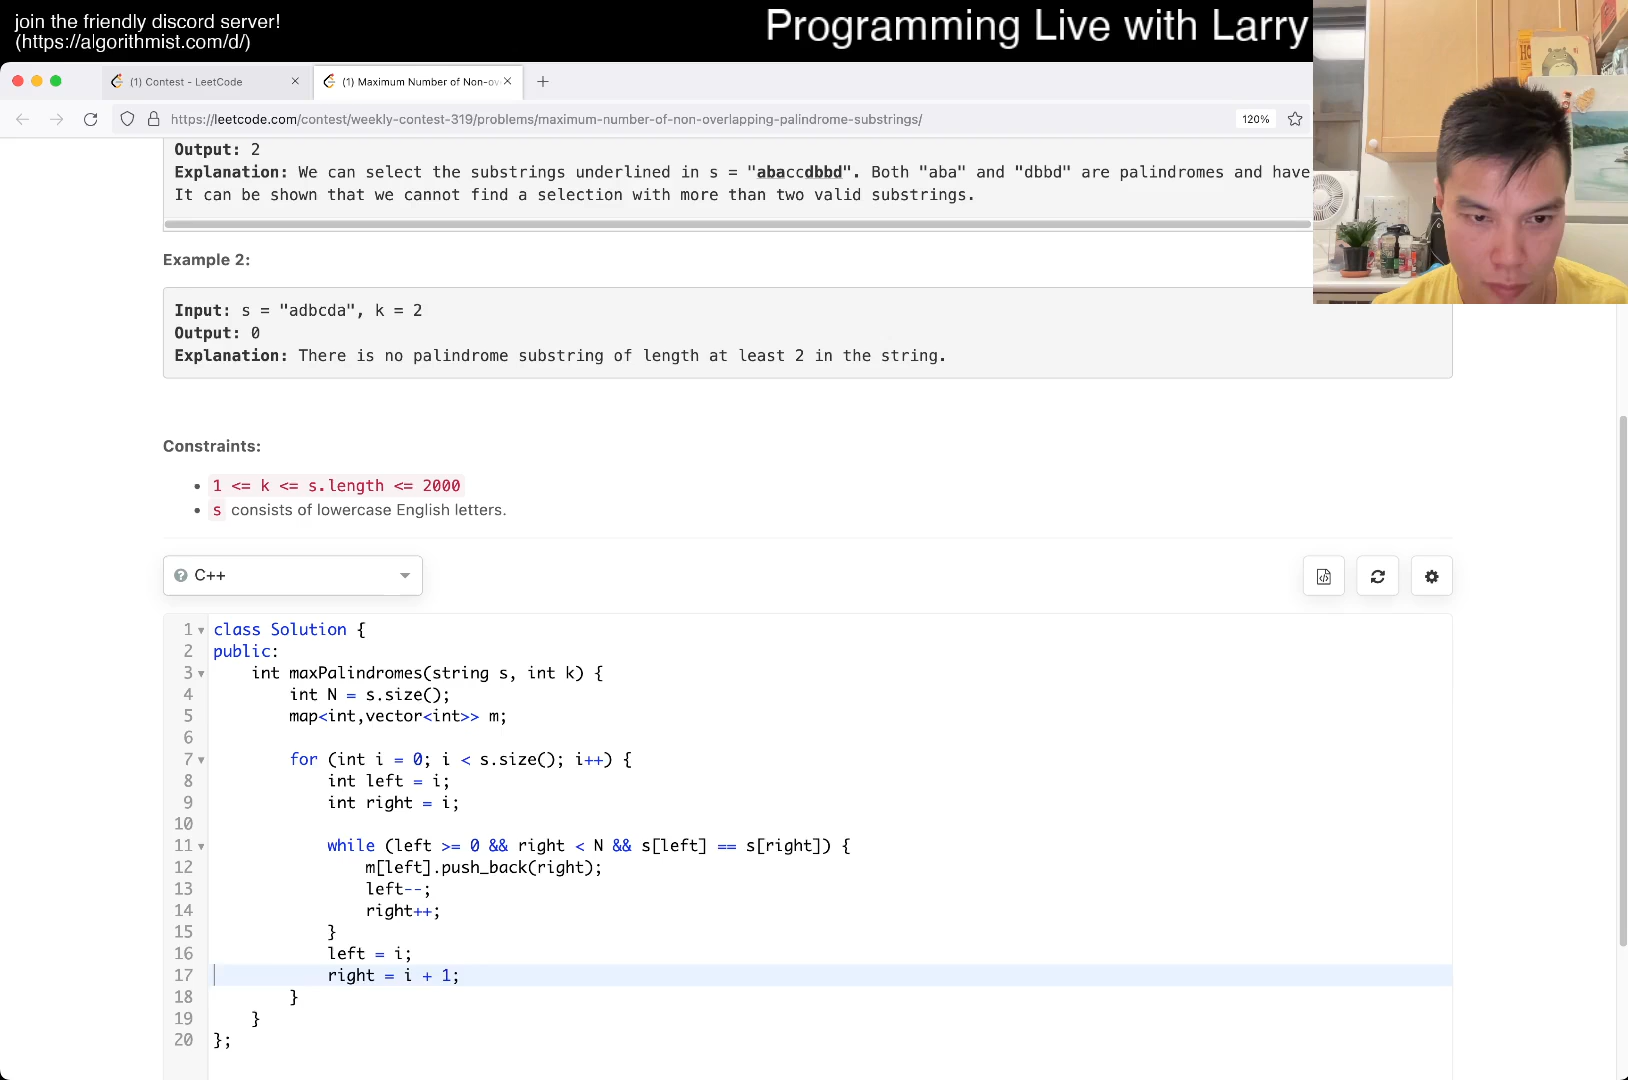 join the friendly discord server!
(https://algorithmist.com/d/)
Programming Live with Larry
(1) Contest - LeetCode
(1) Maximum Number of Non-ov
https://leetcode.com/contest/weekly-contest-319/problems/maximum-number-of-non-overlapping-palindrome-substrings/
120%
Output: 2
Explanation: We can select the substrings underlined in s = "abaccdbbd". Both "aba" and "dbbd" are palindromes and have
It can be shown that we cannot find a selection with more than two valid substrings.
Example 2:
Input: s = "adbcda", k = 2
Output: 0
Explanation: There is no palindrome substring of length at least 2 in the string.
Constraints:
1 <= k <= s.length <= 2000
s consists of lowercase English letters.
C++
1 class Solution {
2 public:
3 int maxPalindromes(string s, int k) {
4 int N = s.size();
5 map<int,vector<int>> m;
6
7 for (int i = 0; i < s.size(); i++) {
8 int left = i;
9 int right = i;
10
11 while (left >= 0 && right < N && s[left] == s[right]) {
12 m[left].push_back(right);
13 left--;
14 right++;
15 }
16 left = i;
17 right = i + 1;
18 }
19 }
20 };